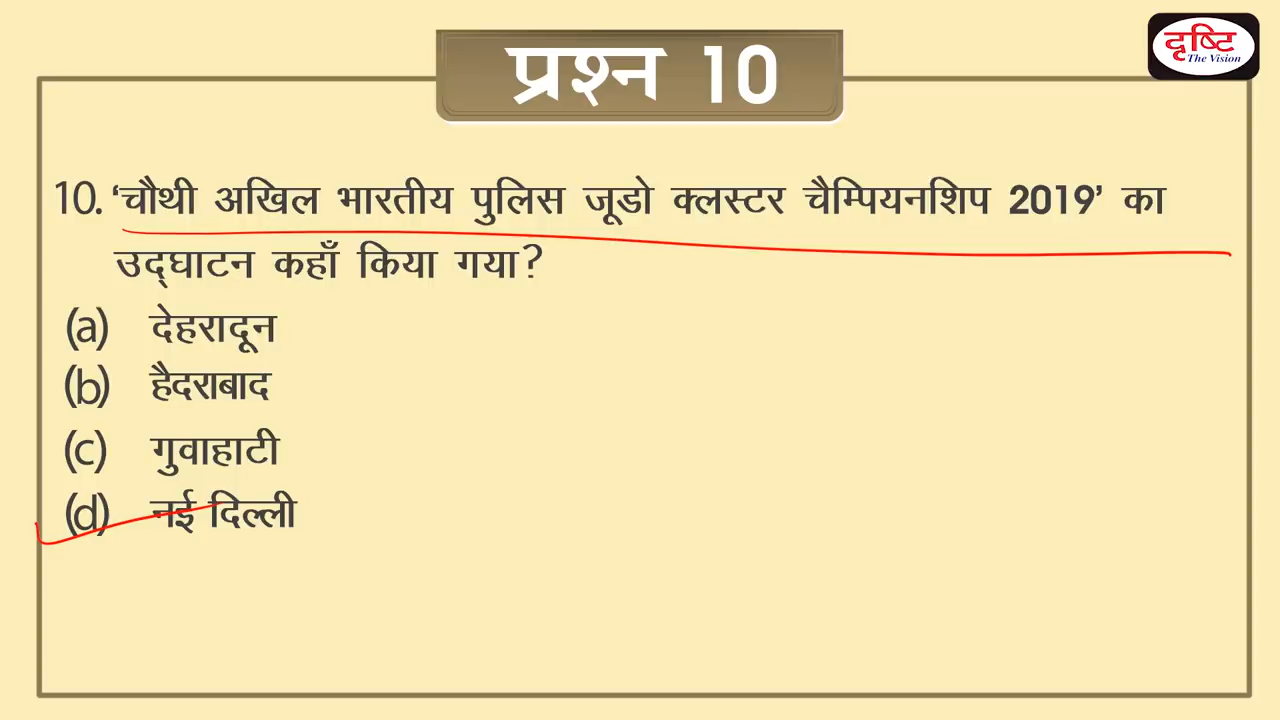 दृष्टि
The Vision
प्रश्न 10
10. ‘चौथी अखिल भारतीय पुलिस जूडो क्लस्टर चैम्पियनशिप 2019’ का
उद्घाटन कहाँ किया गया?
(a) देहरादून
(b) हैदराबाद
(c) गुवाहाटी
(d) नई दिल्ली